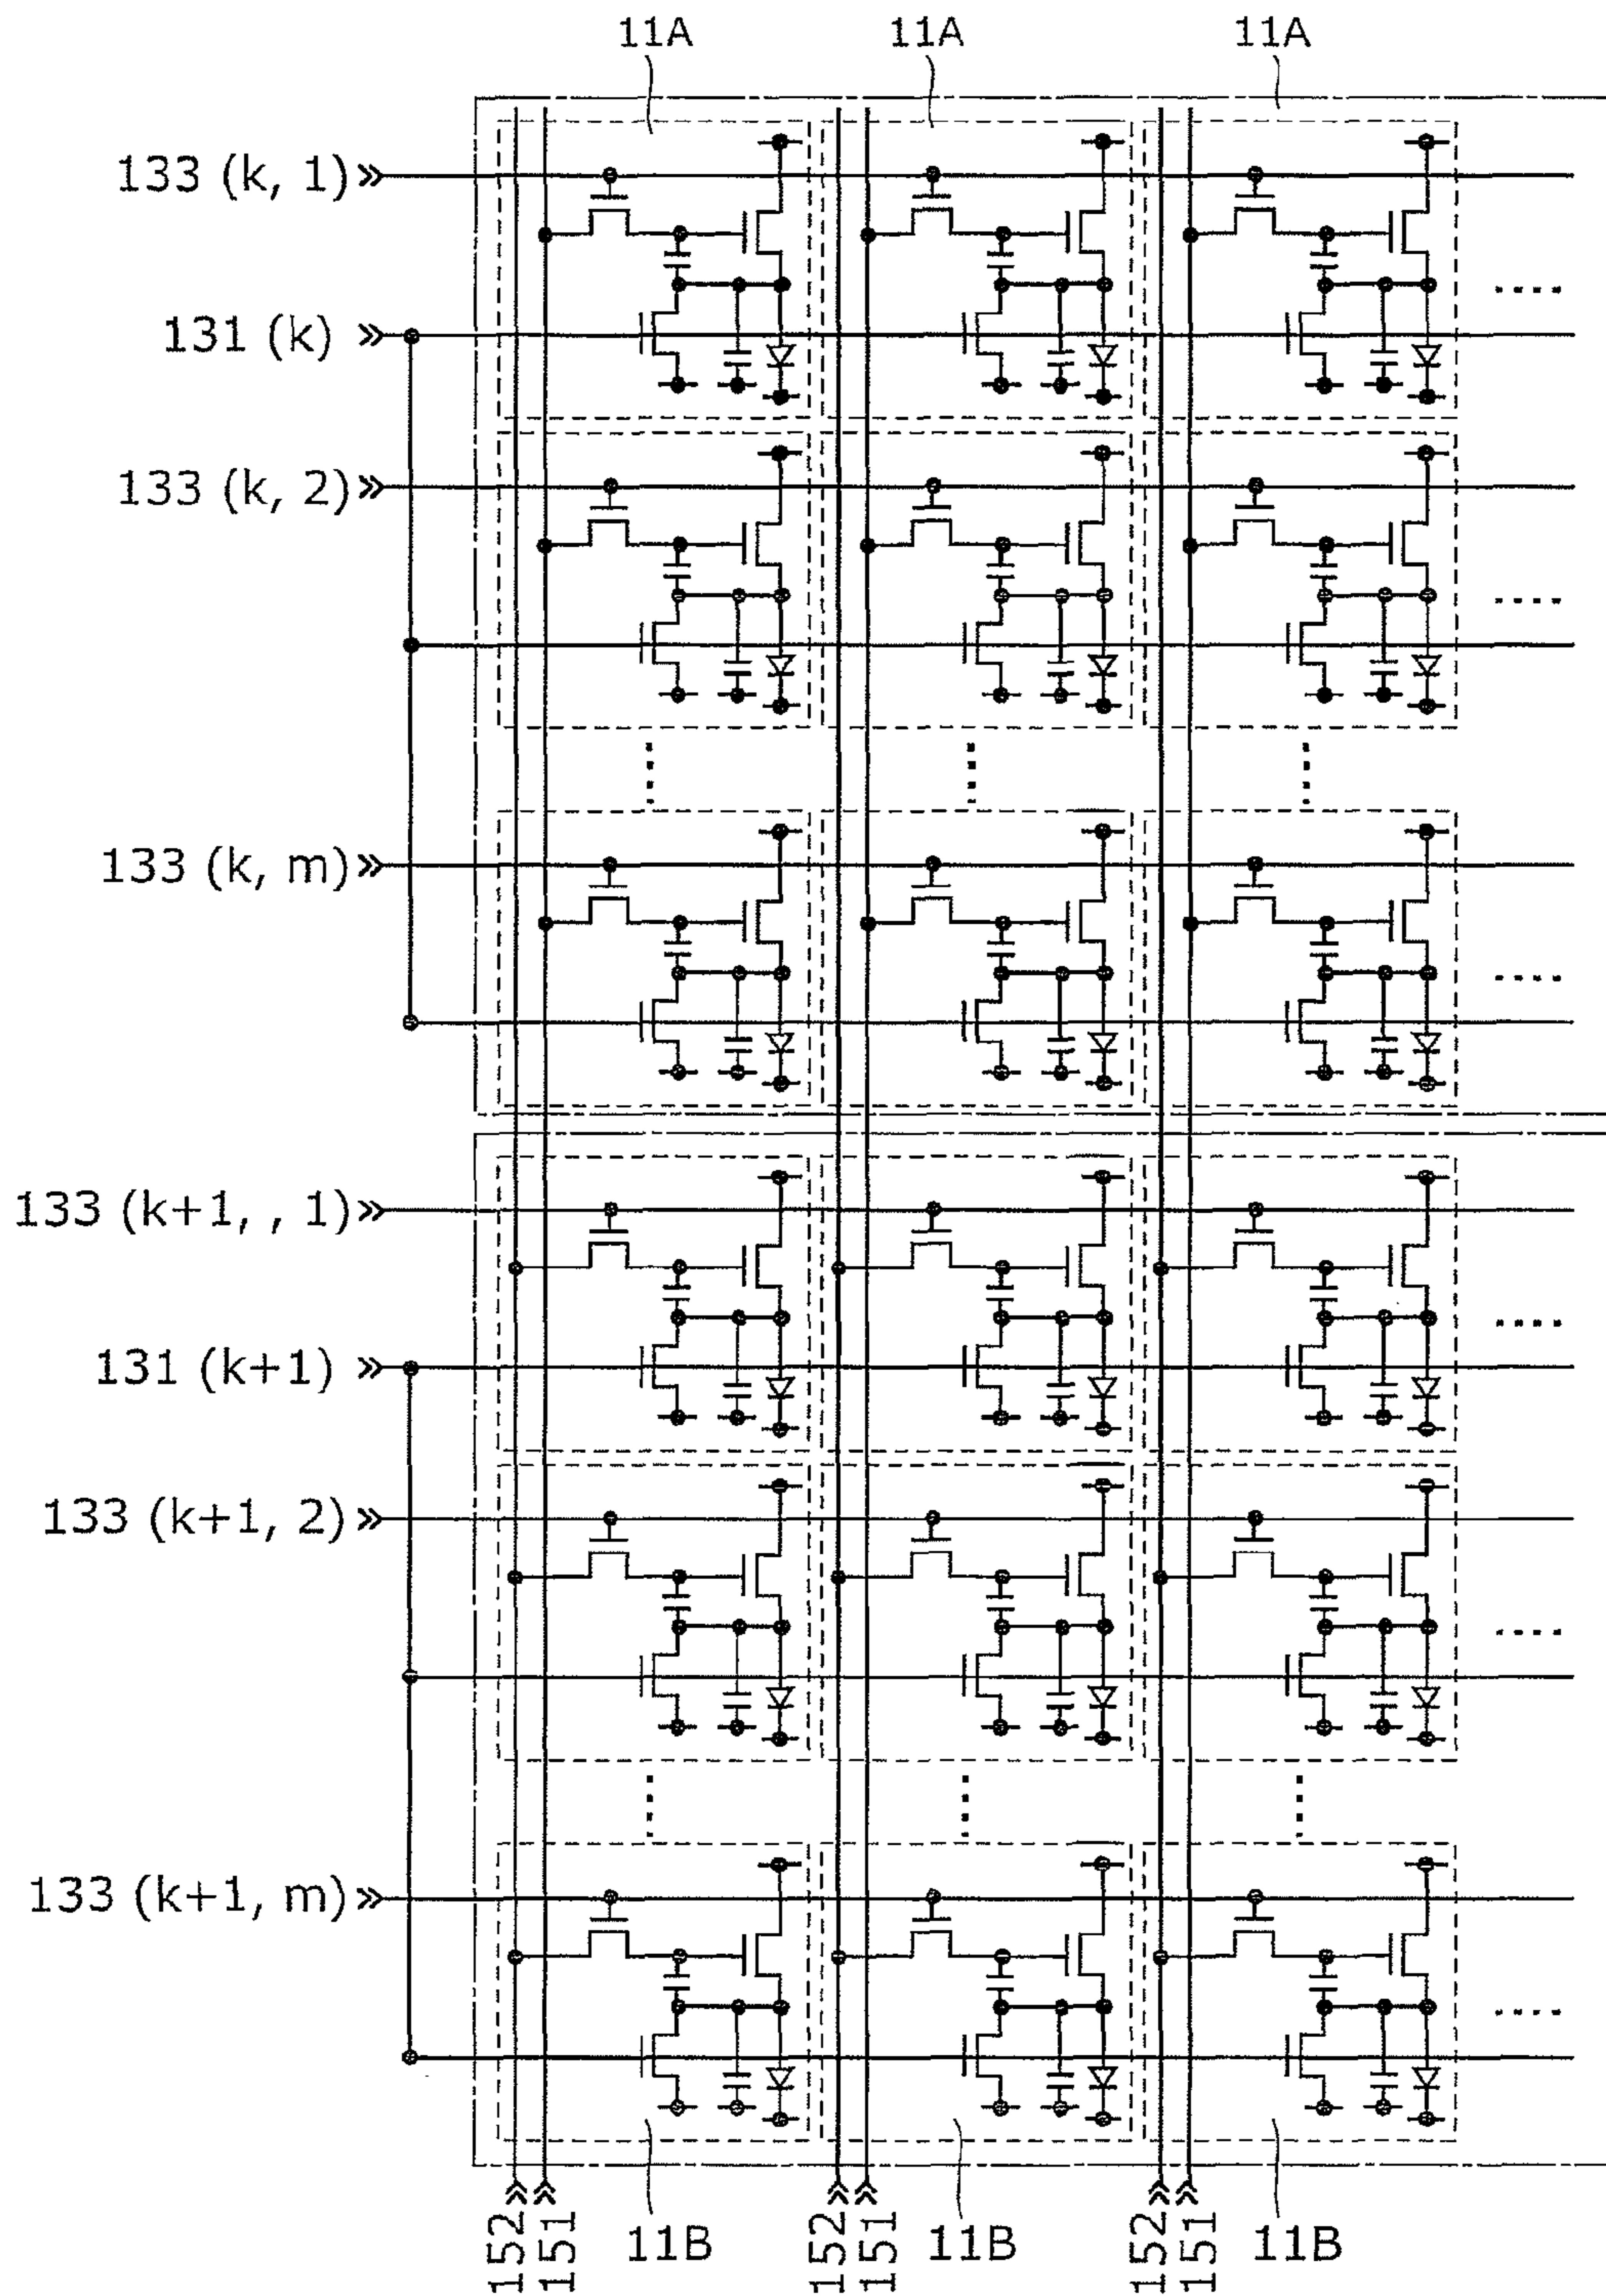 11A 11A 11A
133 (k, 1)
131 (k)
133 (k, 2)
133 (k, m)
133 (k+1, , 1)
131 (k+1)
133 (k+1, 2)
133 (k+1, m)
152 151 11B 152 151 11B 152 151 11B